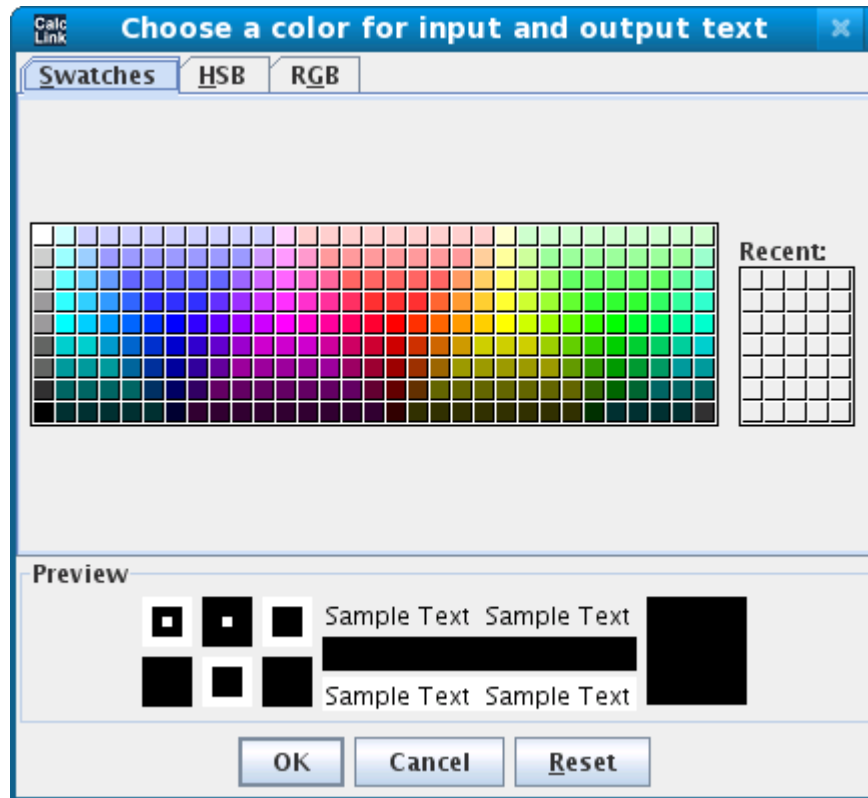 Calc
Link
Choose a color for input and output text
Swatches HSB RGB
Recent:
Preview
Sample Text Sample Text
Sample Text Sample Text
OK Cancel Reset